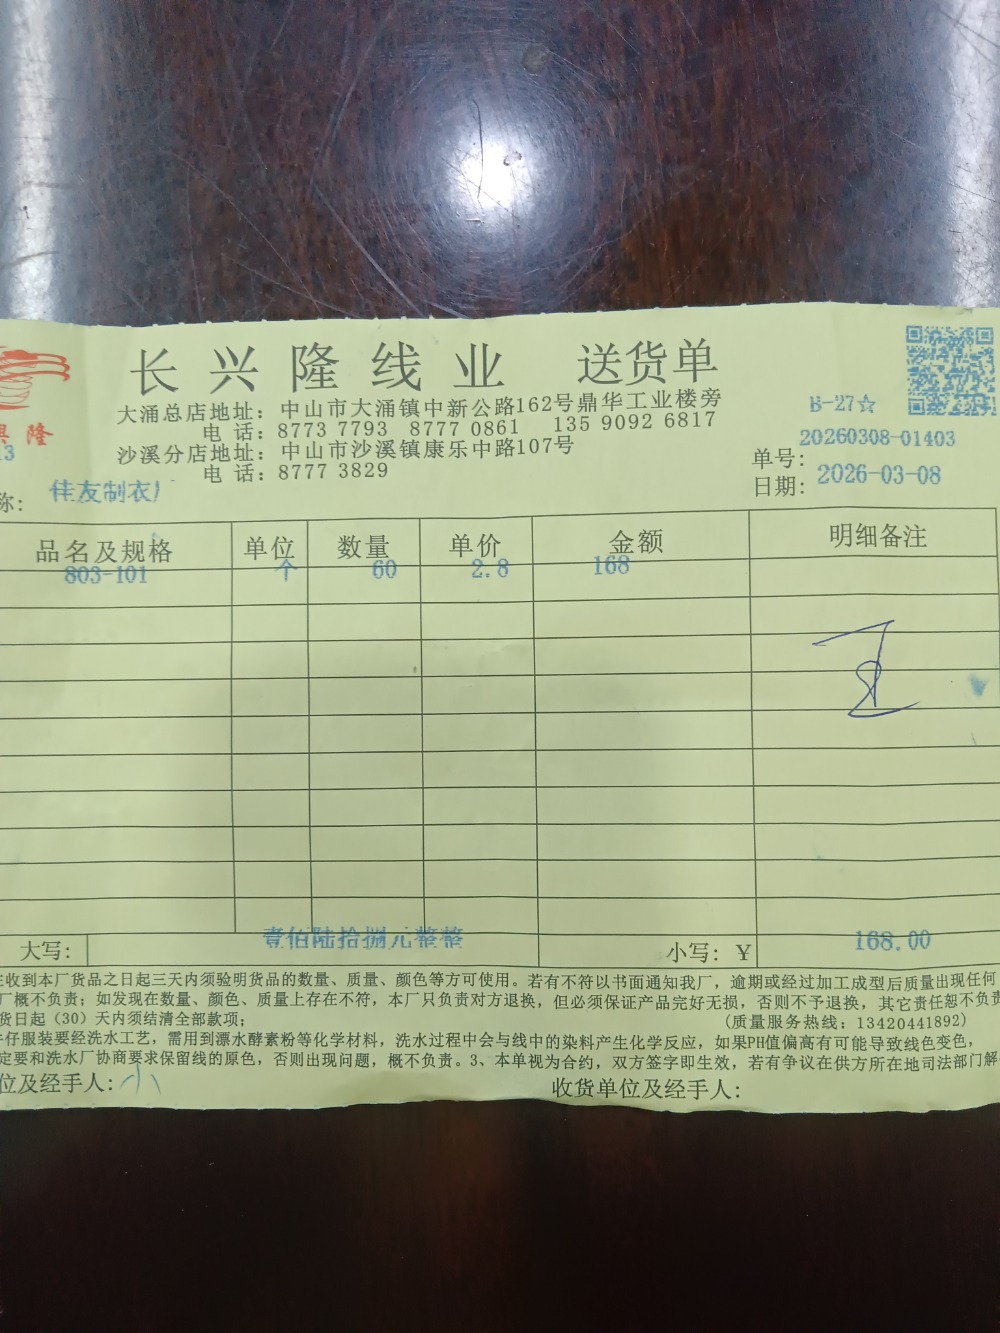 长兴隆线业 送货单
大涌总店地址：中山市大涌镇中新公路162号鼎华工业楼旁
电 话：8773 7793 8777 0861 135 9092 6817
沙溪分店地址：中山市沙溪镇康乐中路107号
电 话：8777 3829
隆
B-27☆
单号：20260308-01403
日期：2026-03-08
称：佳友制衣厂
品名及规格 单位 数量 单价 金额 明细备注
803-101 个 60 2.8 168
大写：壹佰陆拾捌元整整 小写：￥168.00
收到本厂货品之日起三天内须验明货品的数量、质量、颜色等方可使用。若有不符以书面通知我厂，逾期或经过加工成型后质量出现任何
厂概不负责；如发现在数量、颜色、质量上存在不符，本厂只负责对方退换，但必须保证产品完好无损，否则不予退换，其它责任恕不负责
货日起（30）天内须结清全部款项； (质量服务热线：13420441892)
仔服装要经洗水工艺，需用到漂水酵素粉等化学材料，洗水过程中会与线中的染料产生化学反应，如果PH值偏高有可能导致线色变色，
定要和洗水厂协商要求保留线的原色，否则出现问题，概不负责。3、本单视为合约，双方签字即生效，若有争议在供方所在地司法部门解
位及经手人：小 收货单位及经手人：